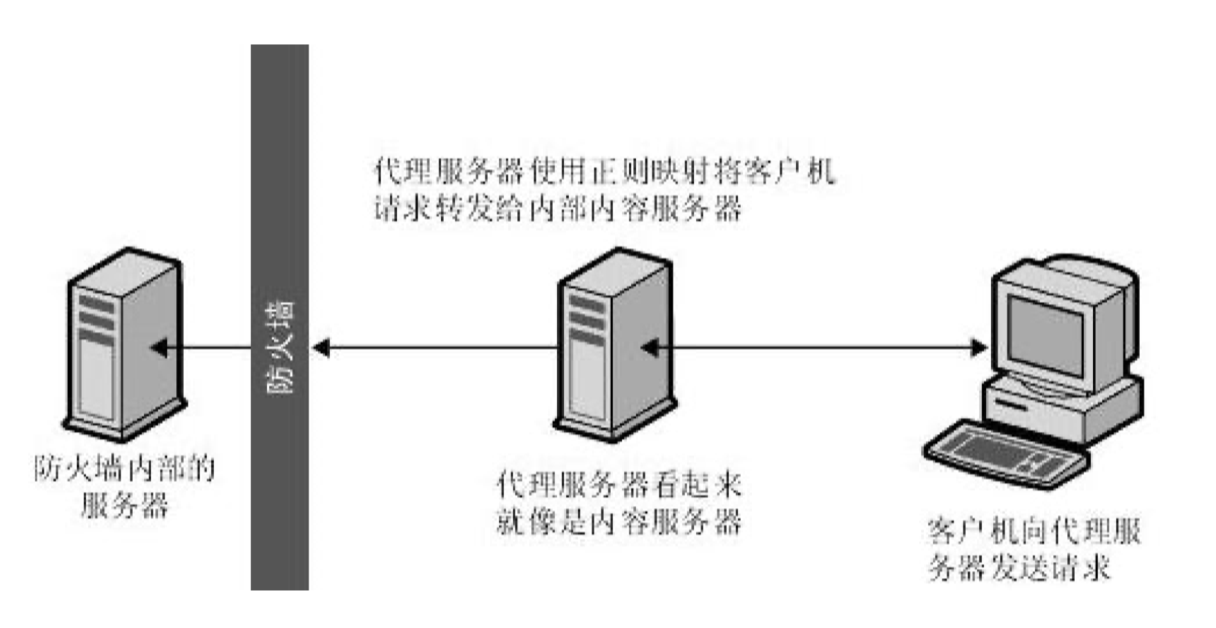 代理服务器使用正则映射将客户机
请求转发给内部内容服务器
防火墙
防火墙内部的
服务器
代理服务器看起来
就像是内容服务器
客户机向代理服
务器发送请求